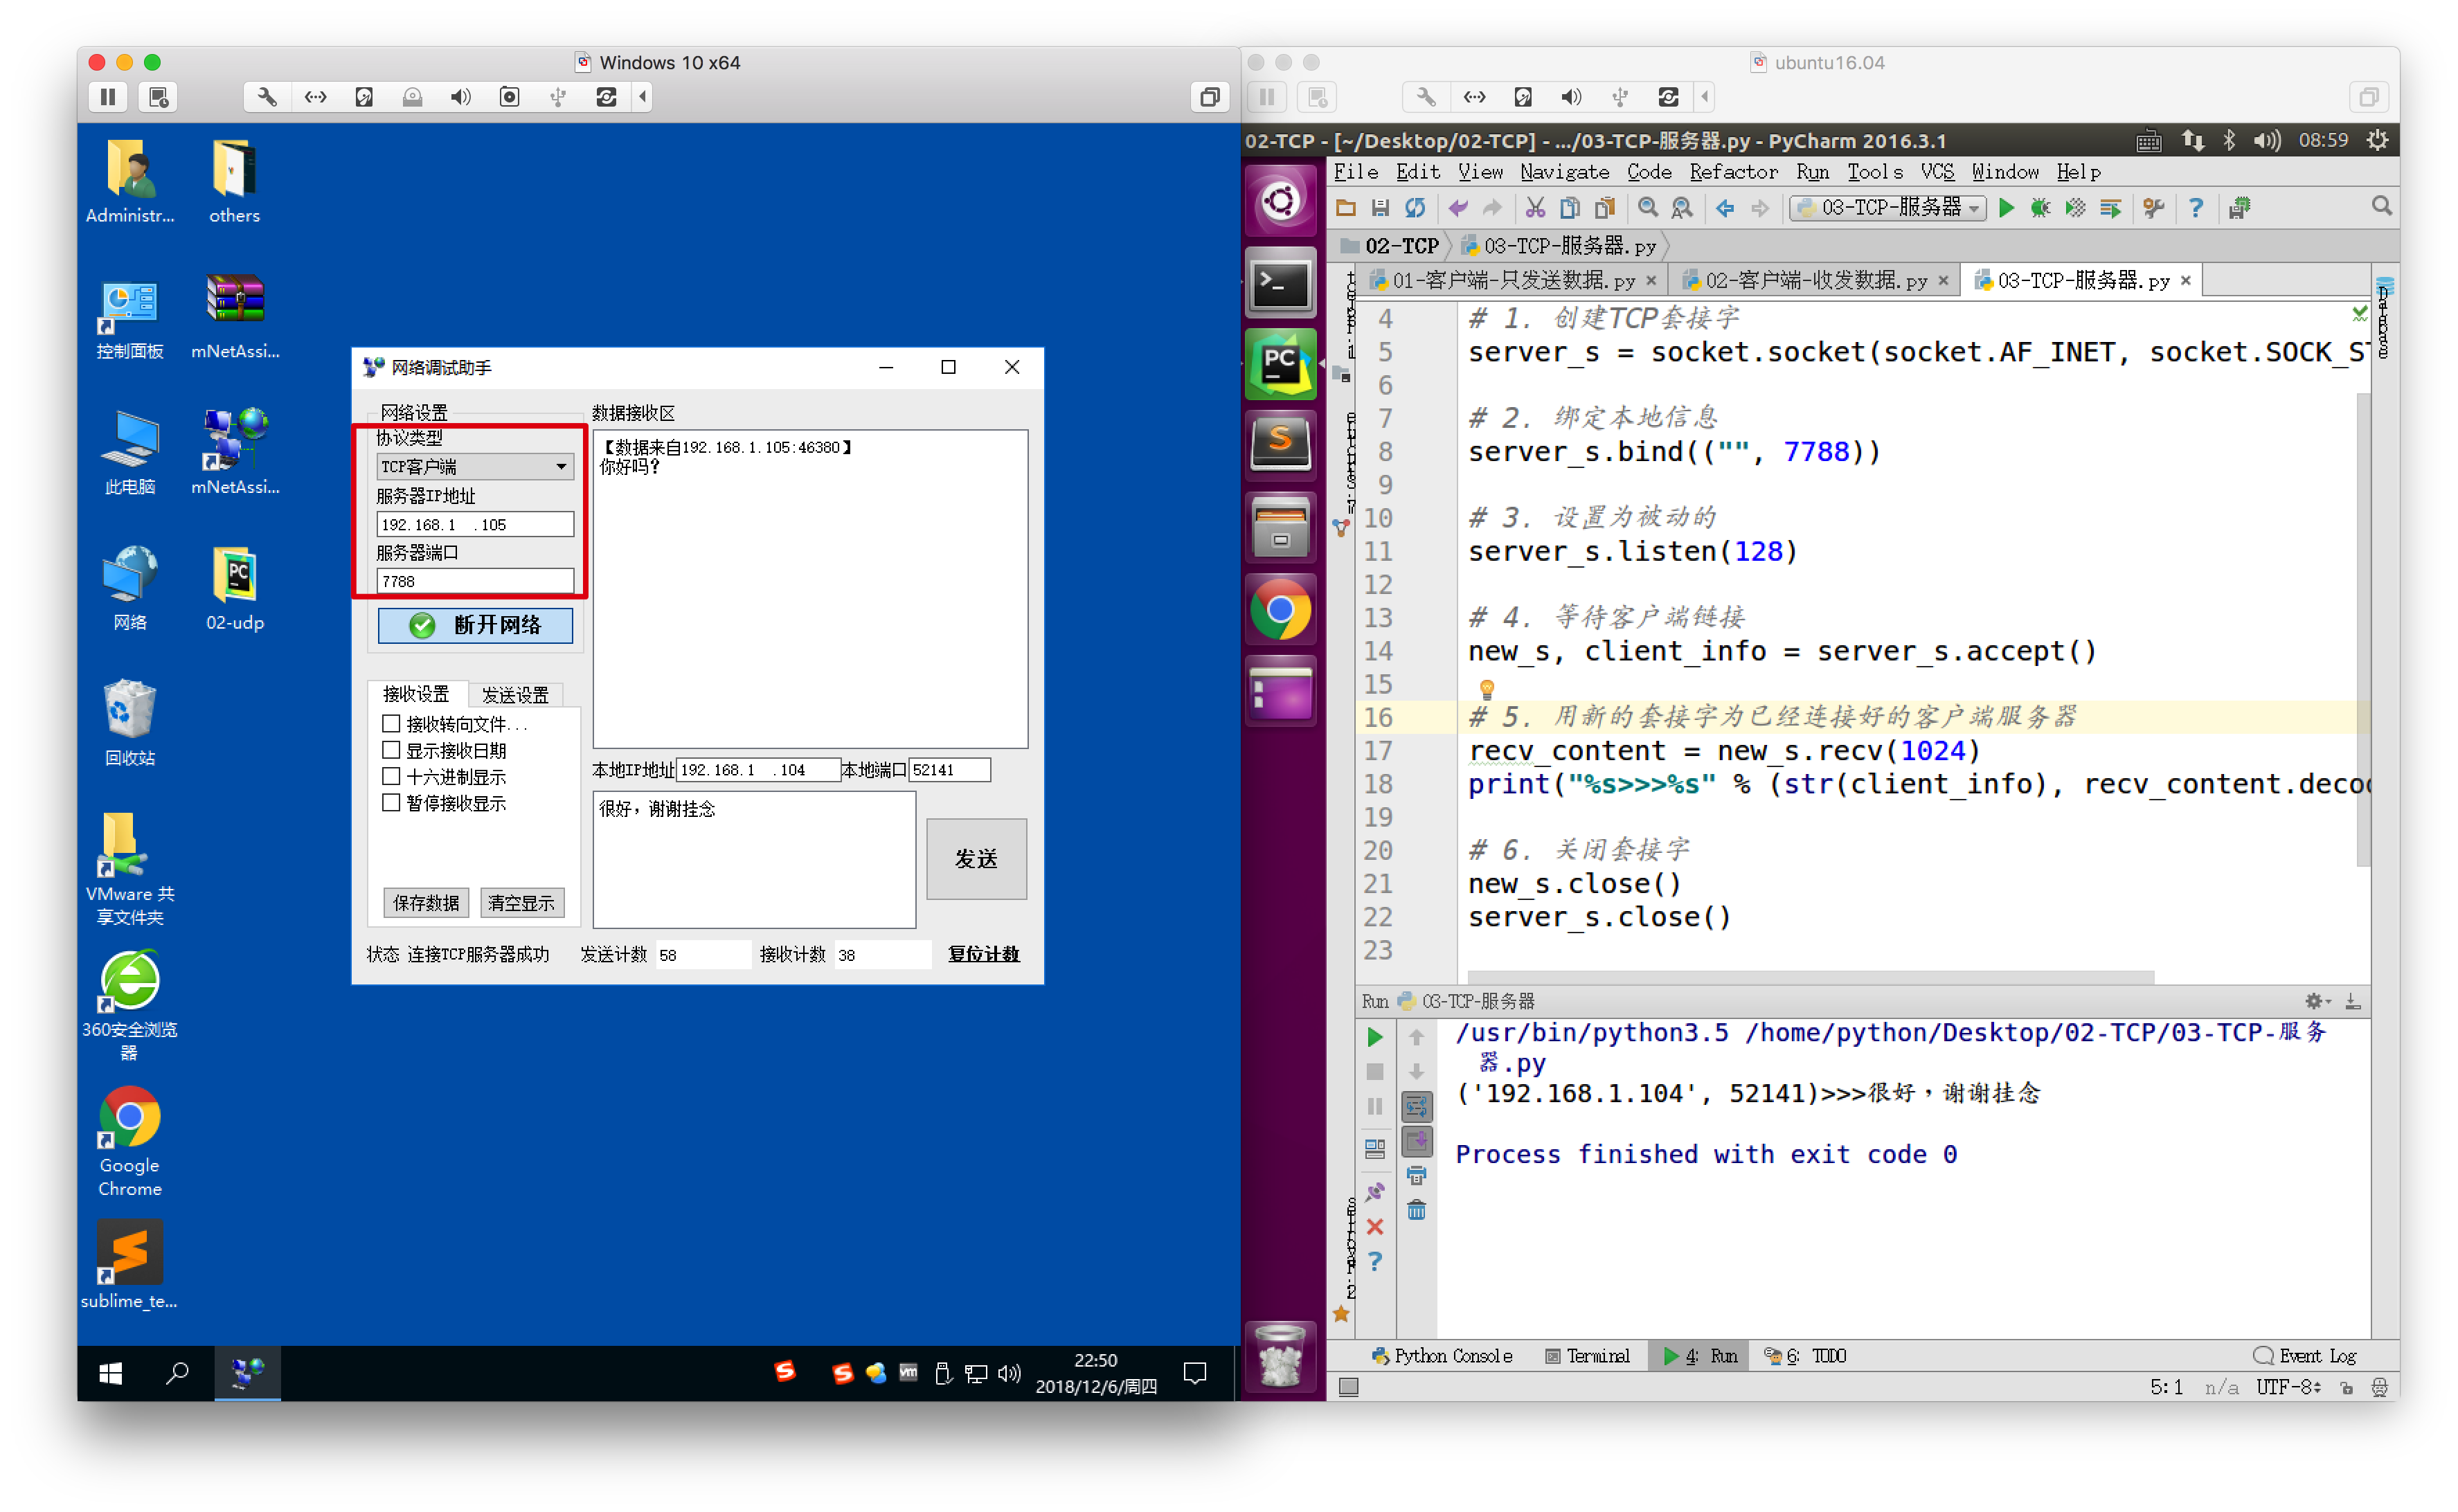 Windows 10 x64
Administr...
others
控制面板
mNetAssi...
此电脑
mNetAssi...
网络
02-udp
回收站
VMware 共
享文件夹
360安全浏览
器
Google
Chrome
sublime_te...
网络调试助手
网络设置
协议类型
TCP客户端
服务器IP地址
192.168.1 .105
服务器端口
7788
断开网络
接收设置
发送设置
接收转向文件...
显示接收日期
十六进制显示
暂停接收显示
保存数据
清空显示
数据接收区
【数据来自192.168.1.105:46380】
你好吗?
本地IP地址 192.168.1 .104 本地端口 52141
很好，谢谢挂念
发送
状态 连接TCP服务器成功 发送计数 58 接收计数 38 复位计数
22:50
2018/12/6/周四
ubuntu16.04
02-TCP - [~/Desktop/02-TCP] - .../03-TCP-服务器.py - PyCharm 2016.3.1
08:59
File Edit View Navigate Code Refactor Run Tools VCS Window Help
03-TCP-服务器
02-TCP 03-TCP-服务器.py
01-客户端-只发送数据.py × 02-客户端-收发数据.py × 03-TCP-服务器.py ×
Database
4 # 1. 创建TCP套接字
5 server_s = socket.socket(socket.AF_INET, socket.SOCK_ST
6
7 # 2. 绑定本地信息
8 server_s.bind(("", 7788))
9
10 # 3. 设置为被动的
11 server_s.listen(128)
12
13 # 4. 等待客户端链接
14 new_s, client_info = server_s.accept()
15
16 # 5. 用新的套接字为已经连接好的客户端服务器
17 recv_content = new_s.recv(1024)
18 print("%s>>>%s" % (str(client_info), recv_content.deco
19
20 # 6. 关闭套接字
21 new_s.close()
22 server_s.close()
23
Run 03-TCP-服务器
/usr/bin/python3.5 /home/python/Desktop/02-TCP/03-TCP-服务
器.py
('192.168.1.104', 52141)>>>很好，谢谢挂念
Process finished with exit code 0
Python Console Terminal 4: Run 6: TODO Event Log
5:1 n/a UTF-8